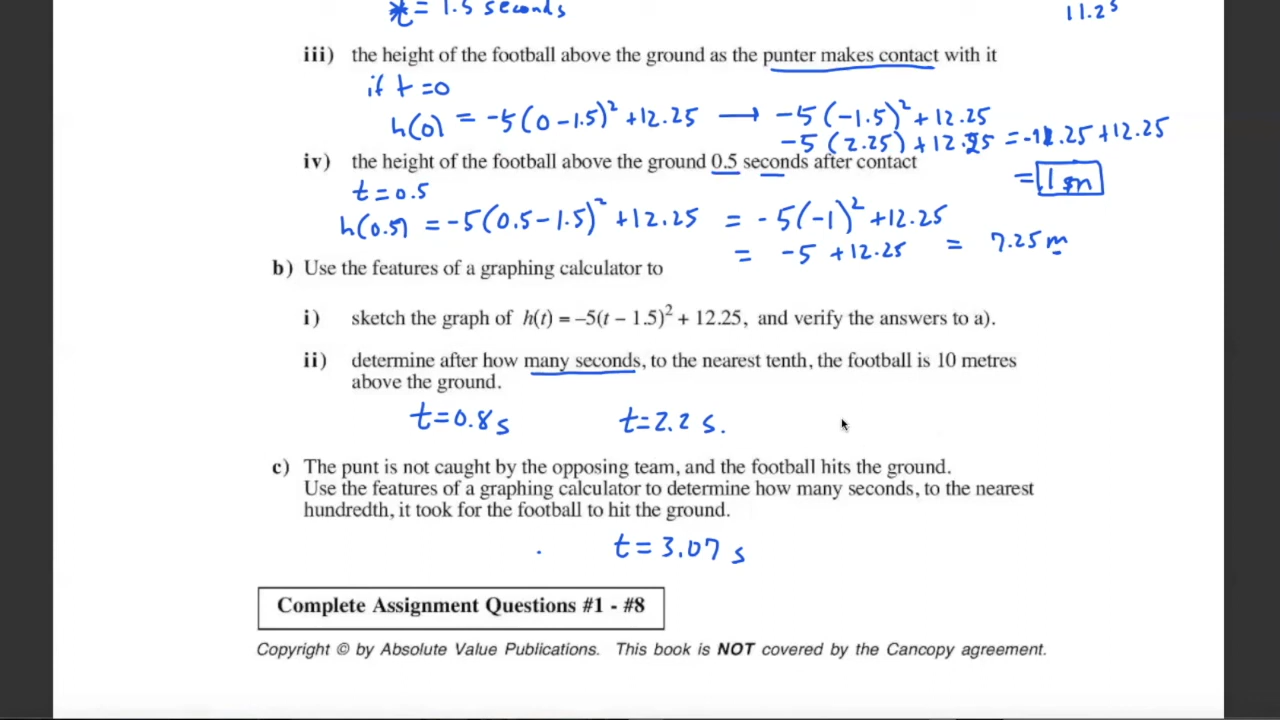 t = 1.5 seconds
iii) the height of the football above the ground as the punter makes contact with it
if t = 0
h(0) = -5(0-1.5)² +12.25 → -5(-1.5)² +12.25
-5(2.25) +12.25 = -11.25 +12.25
iv) the height of the football above the ground 0.5 seconds after contact
= 1 m
t = 0.5
h(0.5) = -5(0.5-1.5)² +12.25 = -5(-1)² +12.25
= -5 +12.25 = 7.25 m
b) Use the features of a graphing calculator to
i) sketch the graph of h(t) = –5(t – 1.5)² + 12.25, and verify the answers to a).
ii) determine after how many seconds, to the nearest tenth, the football is 10 metres
above the ground.
t=0.8 s t=2.2 s.
c) The punt is not caught by the opposing team, and the football hits the ground.
Use the features of a graphing calculator to determine how many seconds, to the nearest
hundredth, it took for the football to hit the ground.
t = 3.07 s
Complete Assignment Questions #1 - #8
Copyright © by Absolute Value Publications. This book is NOT covered by the Cancopy agreement.